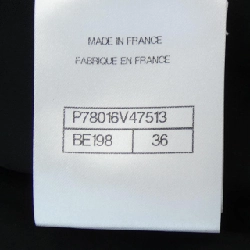 MADE IN FRANCE
FABRIQUE EN FRANCE
P78016V47513
BE198 36